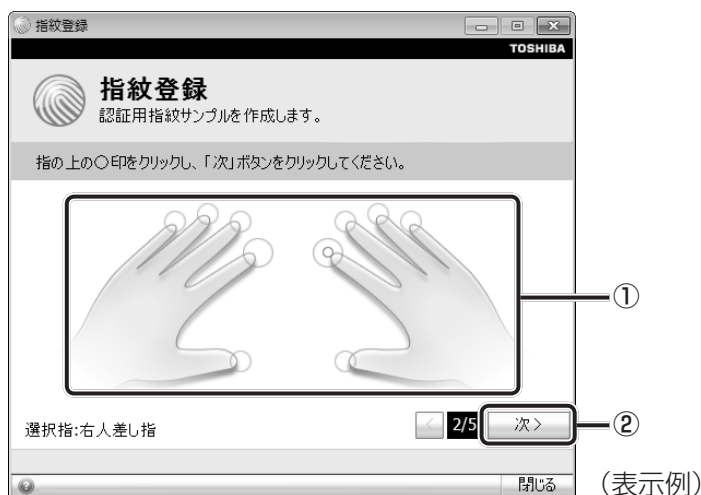 指紋登録
TOSHIBA
指紋登録
認証用指紋サンプルを作成します。
指の上の○印をクリックし、「次」ボタンをクリックしてください。
①
選択指:右人差し指
< 2/5 次 > ②
閉じる
(表示例)